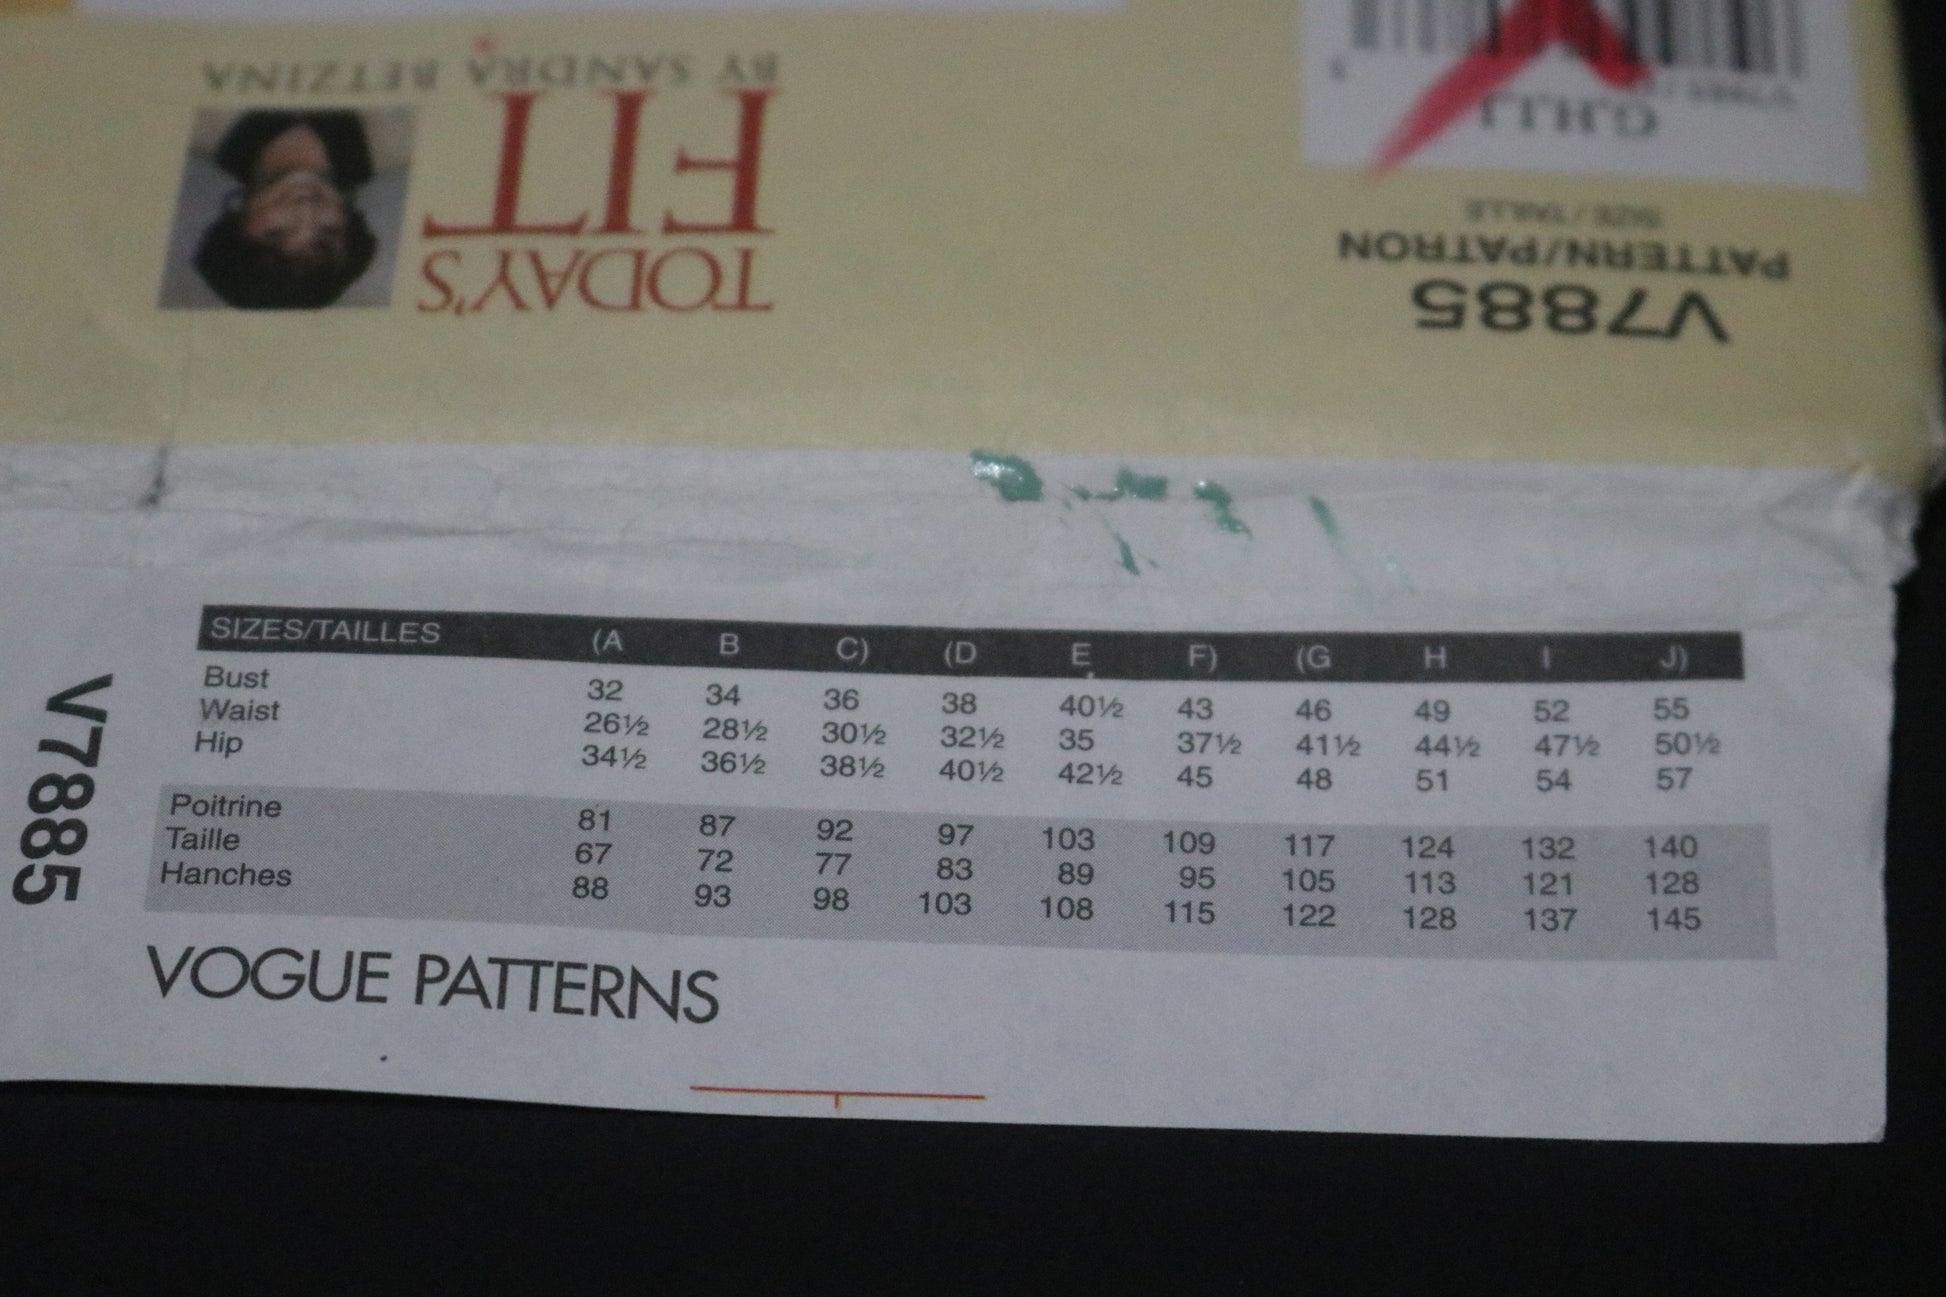 BY SANDRA BETZINA
FIT
TODAY'S
SIZE / TAILLE
PATTERN/PATRON
V7885
SIZES/TAILLES (A B C) (D E F) (G H I J)
Bust 32 34 36 38 40½ 43 46 49 52 55
Waist 26½ 28½ 30½ 32½ 35 37½ 41½ 44½ 47½ 50½
Hip 34½ 36½ 38½ 40½ 42½ 45 48 51 54 57
Poitrine 81 87 92 97 103 109 117 124 132 140
Taille 67 72 77 83 89 95 105 113 121 128
Hanches 88 93 98 103 108 115 122 128 137 145
V7885
VOGUE PATTERNS